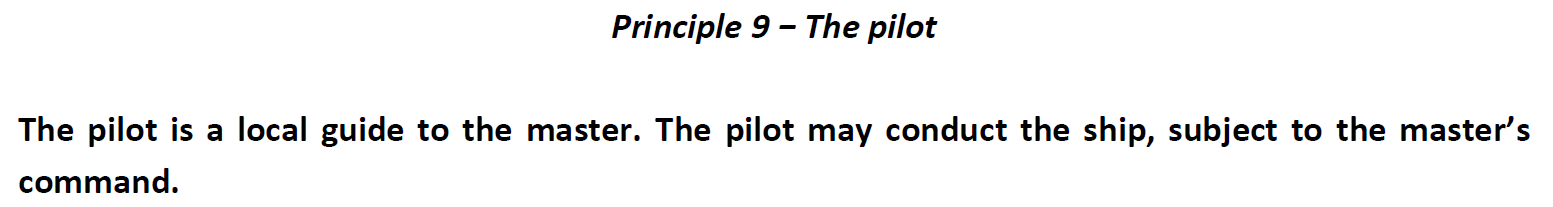 Principle 9 – The pilot
The pilot is a local guide to the master. The pilot may conduct the ship, subject to the master’s
command.